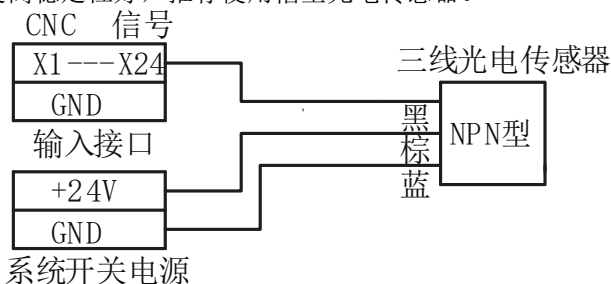 CNC 信号
X1---X24
GND
输入接口
+24V
GND
系统开关电源
三线光电传感器
黑
棕
蓝
NPN型